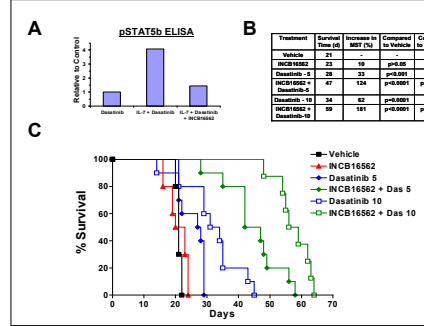 A
pSTAT5b ELISA
Relative to Control
5
4
3
2
1
0
Dasatinib
IL-7 + Dasatinib
IL-7 + Dasatinib
+ INCB16562
B
Treatment Survival Time (d) Increase in MST (%) Compared to Vehicle
Vehicle 21 - -
INCB16562 23 10 p>0.05
Dasatinib - 5 28 33 p<0.001
INCB16562 + Dasatinib-5 47 124 p<0.0001
Dasatinib - 10 34 62 p=0.0001
INCB16562 + Dasatinib-10 59 181 p<0.0001
C
Vehicle
INCB16562
Dasatinib 5
INCB16562 + Das 5
Dasatinib 10
INCB16562 + Das 10
% Survival
100
80
60
40
20
0
0 10 20 30 40 50 60 70
Days